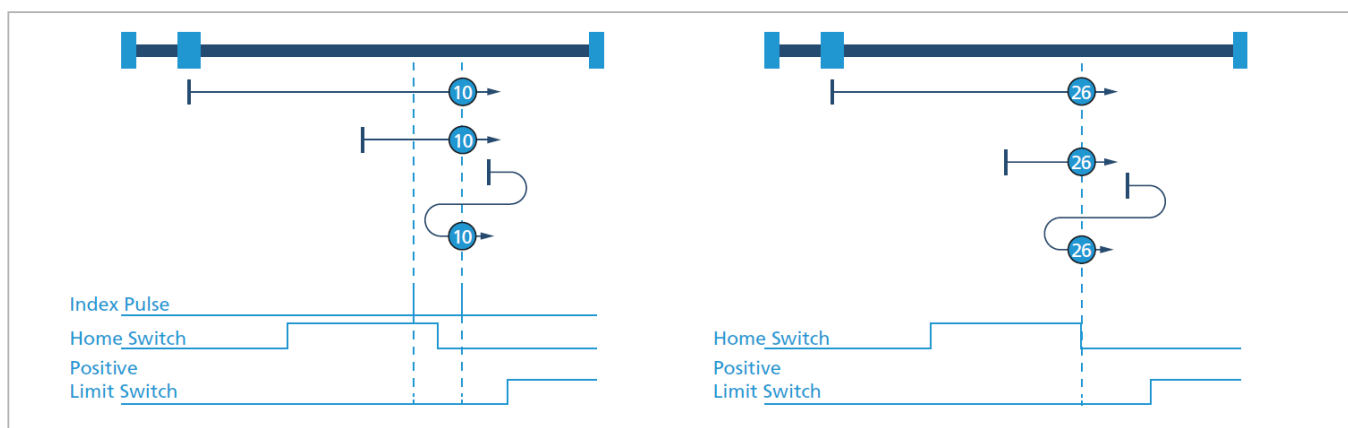 10
10
10
Index Pulse
Home Switch
Positive
Limit Switch
26
26
26
Home Switch
Positive
Limit Switch